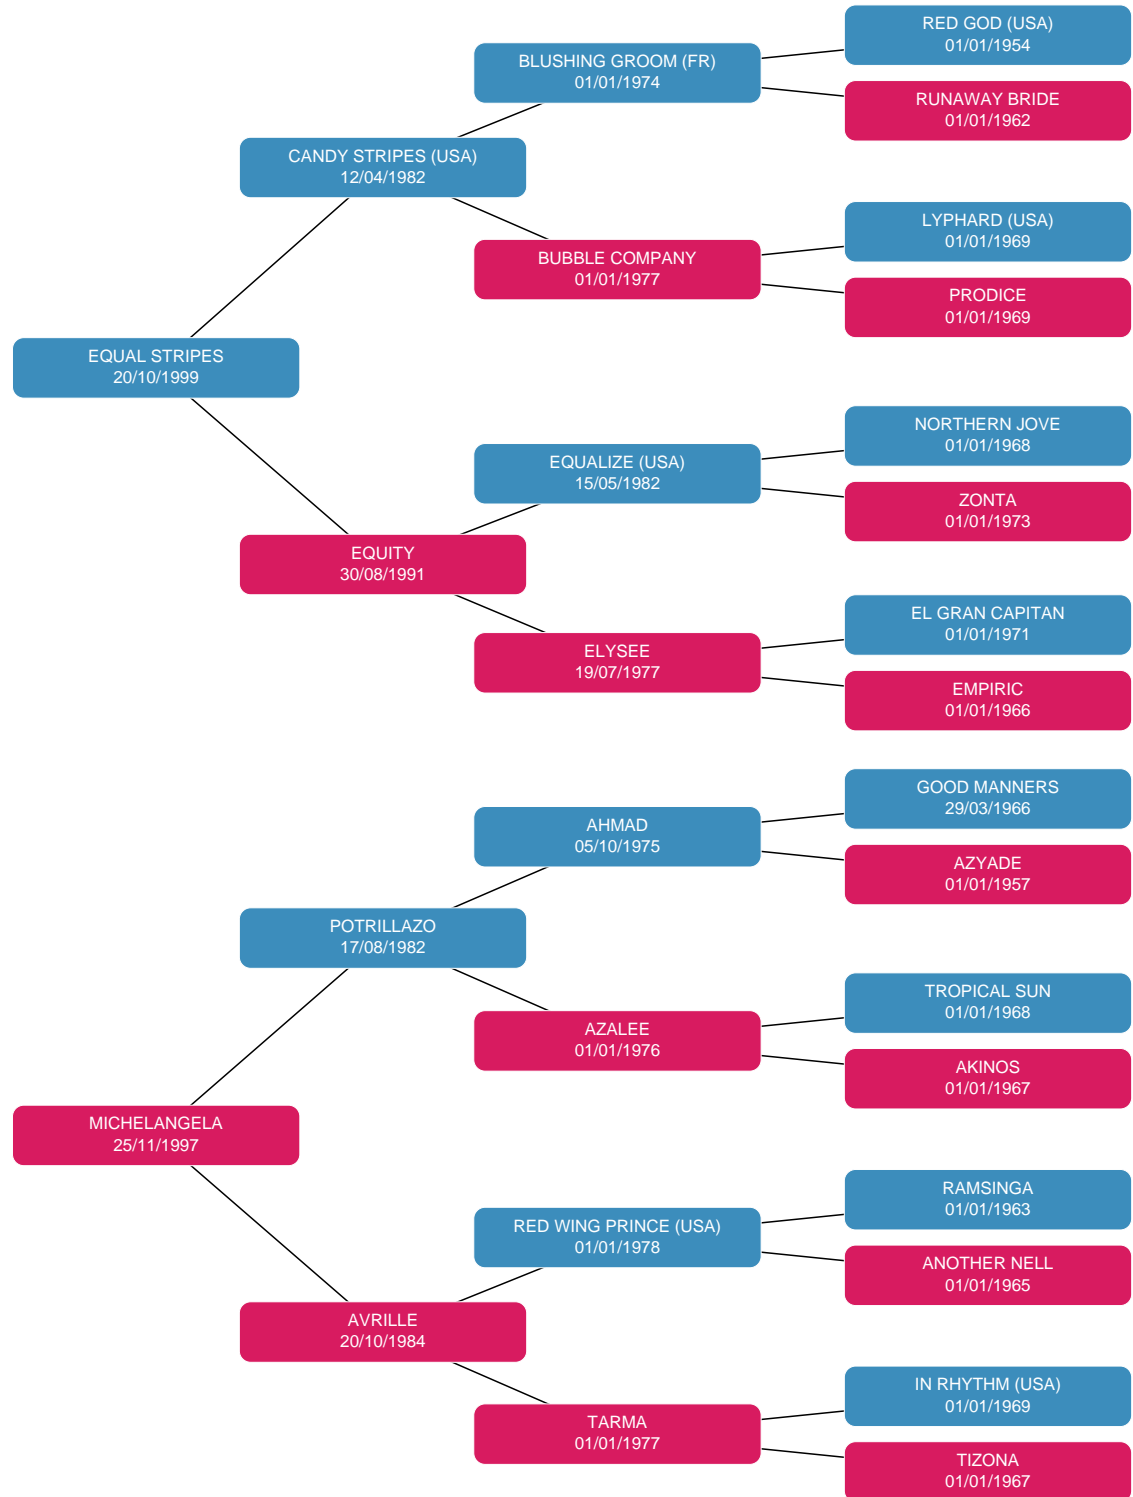 RED GOD (USA)
01/01/1954
BLUSHING GROOM (FR)
01/01/1974
RUNAWAY BRIDE
01/01/1962
CANDY STRIPES (USA)
12/04/1982
LYPHARD (USA)
01/01/1969
BUBBLE COMPANY
01/01/1977
PRODICE
01/01/1969
EQUAL STRIPES
20/10/1999
NORTHERN JOVE
01/01/1968
EQUALIZE (USA)
15/05/1982
ZONTA
01/01/1973
EQUITY
30/08/1991
EL GRAN CAPITAN
01/01/1971
ELYSEE
19/07/1977
EMPIRIC
01/01/1966
GOOD MANNERS
29/03/1966
AHMAD
05/10/1975
AZYADE
01/01/1957
POTRILLAZO
17/08/1982
TROPICAL SUN
01/01/1968
AZALEE
01/01/1976
AKINOS
01/01/1967
MICHELANGELA
25/11/1997
RAMSINGA
01/01/1963
RED WING PRINCE (USA)
01/01/1978
ANOTHER NELL
01/01/1965
AVRILLE
20/10/1984
IN RHYTHM (USA)
01/01/1969
TARMA
01/01/1977
TIZONA
01/01/1967